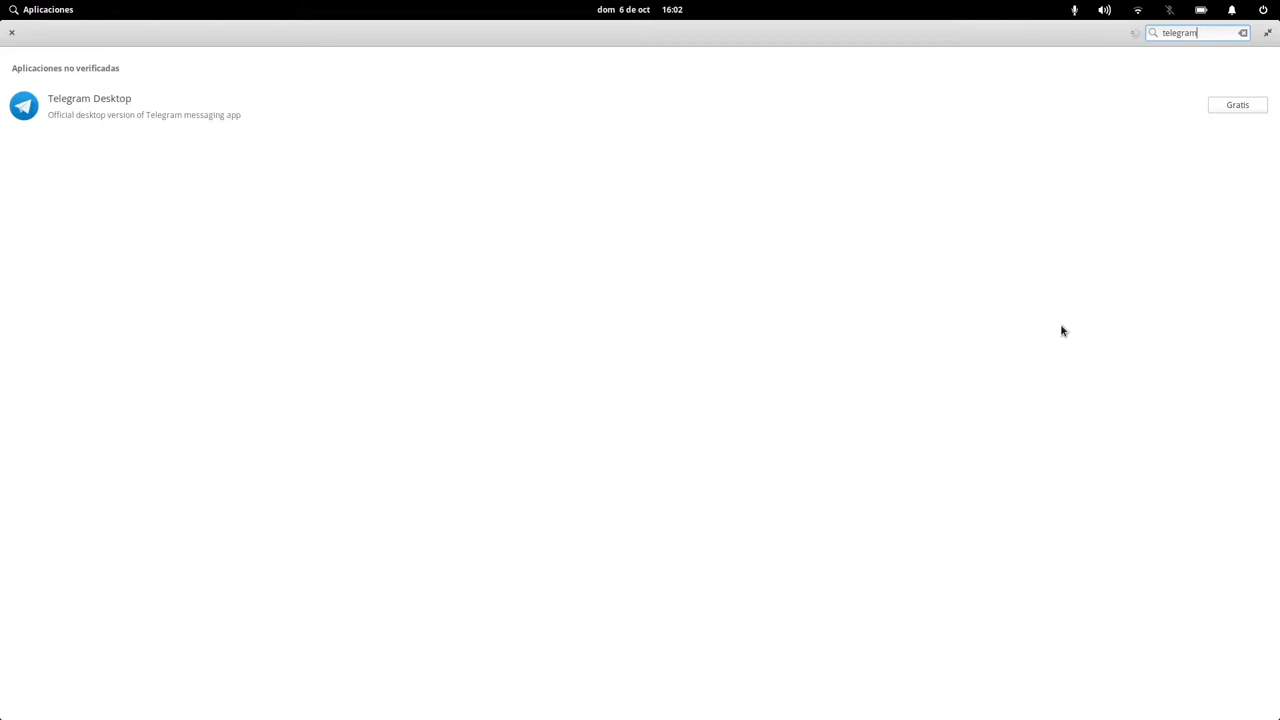 Aplicaciones
dom 6 de oct 16:02
telegram
Aplicaciones no verificadas
Telegram Desktop
Official desktop version of Telegram messaging app
Gratis